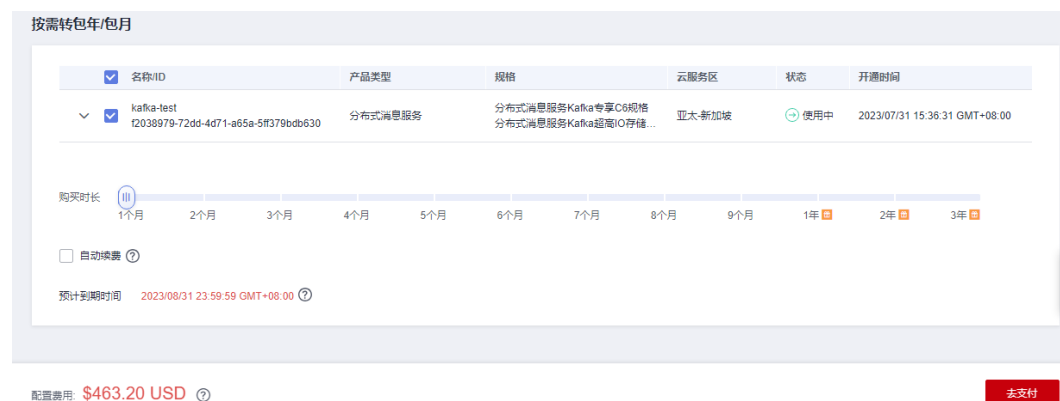 按需转包年/包月
名称/ID 产品类型 规格 云服务区 状态 开通时间
kafka-test
f2038979-72dd-4d71-a65a-5ff379bdb630
分布式消息服务
分布式消息服务Kafka专享C6规格
分布式消息服务Kafka超高IO存储...
亚太-新加坡
使用中
2023/07/31 15:36:31 GMT+08:00
购买时长
1个月 2个月 3个月 4个月 5个月 6个月 7个月 8个月 9个月 1年 2年 3年
自动续费
预计到期时间 2023/08/31 23:59:59 GMT+08:00
配置费用: $463.20 USD
去支付